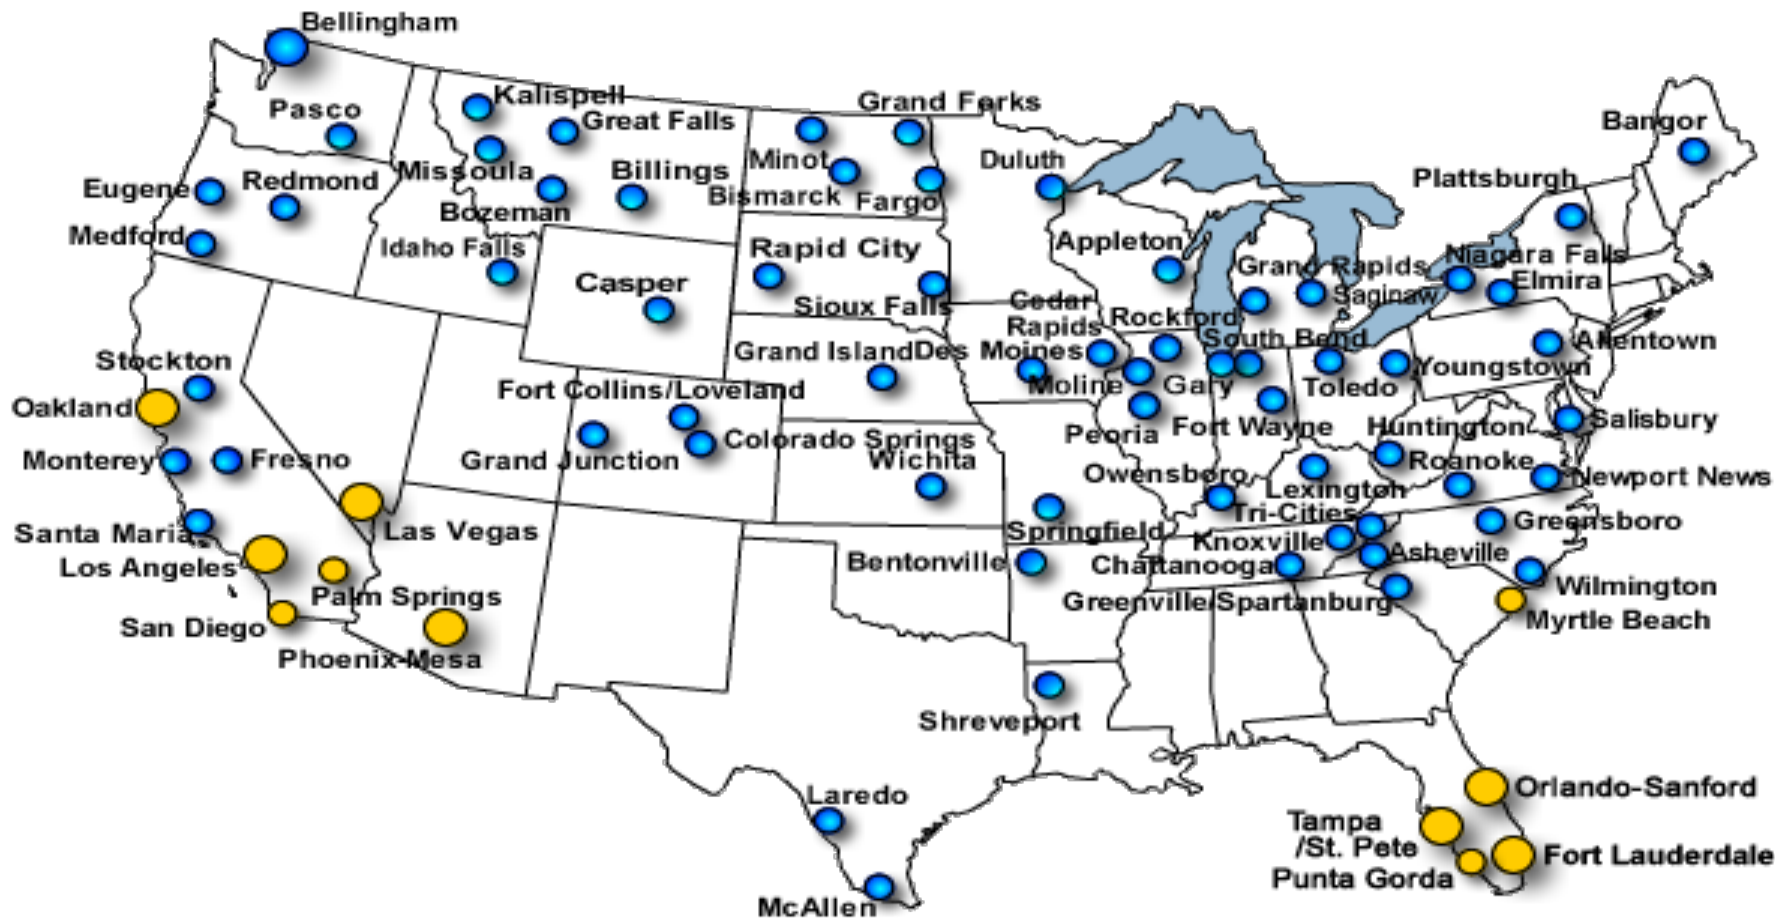 Bellingham
Kalispell
Grand Forks
Pasco
Great Falls
Bangor
Minot
Duluth
Missoula
Billings
Plattsburgh
Eugene
Redmond
Bismarck
Fargo
Bozeman
Medford
Appleton
Idaho Falls
Rapid City
Niagara Falls
Grand Rapids
Elmira
Casper
Saginaw
Sioux Falls
Cedar
Rapids
Rockford
South Bend
Allentown
Stockton
Grand Island
Des Moines
Youngstown
Fort Collins/Loveland
Moline
Gary
Toledo
Oakland
Salisbury
Peoria
Fort Wayne
Huntington
Colorado Springs
Monterey
Fresno
Grand Junction
Wichita
Roanoke
Owensboro
Newport News
Lexington
Tri-Cities
Greensboro
Santa Maria
Las Vegas
Springfield
Knoxville
Asheville
Los Angeles
Bentonville
Chattanooga
Wilmington
Palm Springs
Greenville/Spartanburg
Myrtle Beach
San Diego
Phoenix-Mesa
Shreveport
Orlando-Sanford
Laredo
Tampa
/St. Pete
Fort Lauderdale
Punta Gorda
McAllen